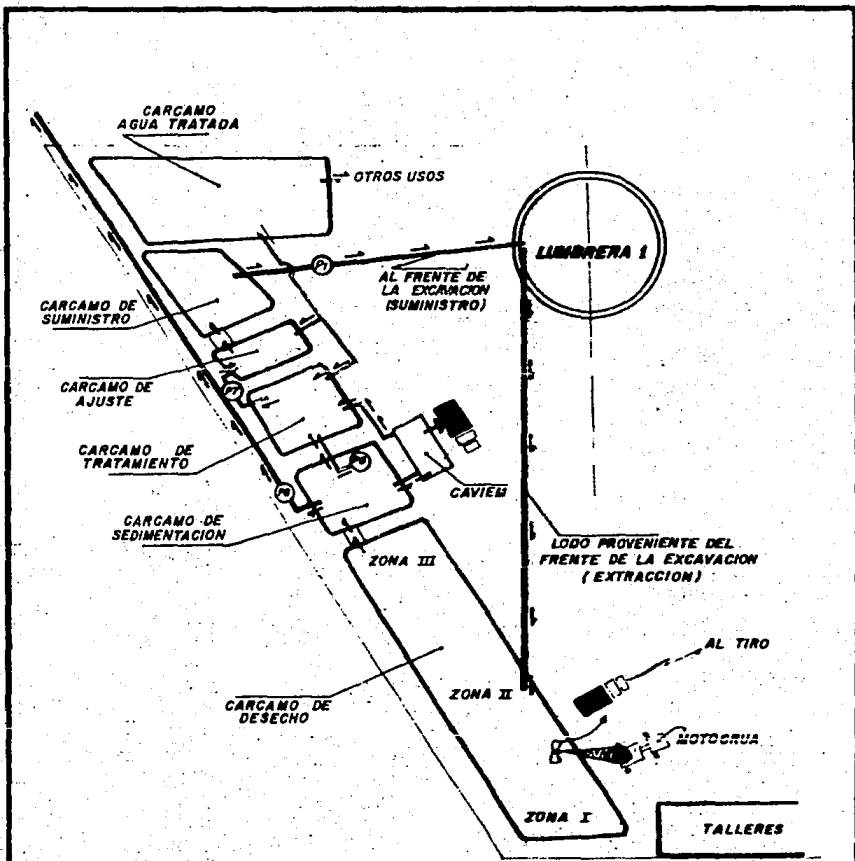 CARCAMO
AGUA TRATADA
OTROS USOS
LUMBRERA 1
P1
AL FRENTE DE
LA EXCAVACION
(SUMINISTRO)
CARCAMO DE
SUMINISTRO
CARCAMO DE
AJUSTE
P7
CARCAMO DE
TRATAMIENTO
CAVIEM
CARCAMO DE
SEDIMENTACION
ZONA III
LODO PROVENIENTE DEL
FRENTE DE LA EXCAVACION
(EXTRACCION)
AL TIRO
ZONA II
CARCAMO DE
DESECHO
MOTOGRUA
ZONA I
TALLERES